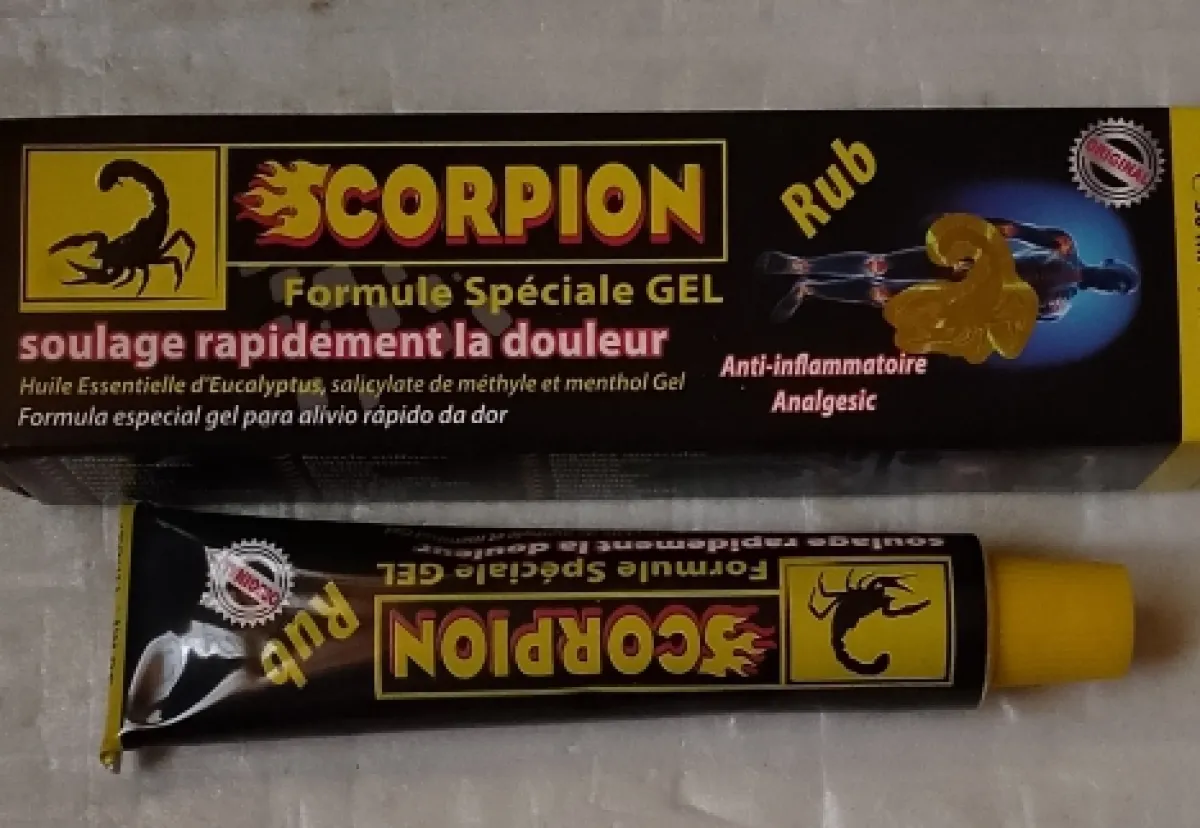 SCORPION
Rub
ORIGINAL
Formule Spéciale GEL
soulage rapidement la douleur
Huile Essentielle d'Eucalyptus, salicylate de méthyle et menthol Gel
Formula especial gel para alívio rápido da dor
Anti-inflammatoire
Analgesic
SCORPION
Formule Spéciale GEL
soulage rapidement la douleur
Rub